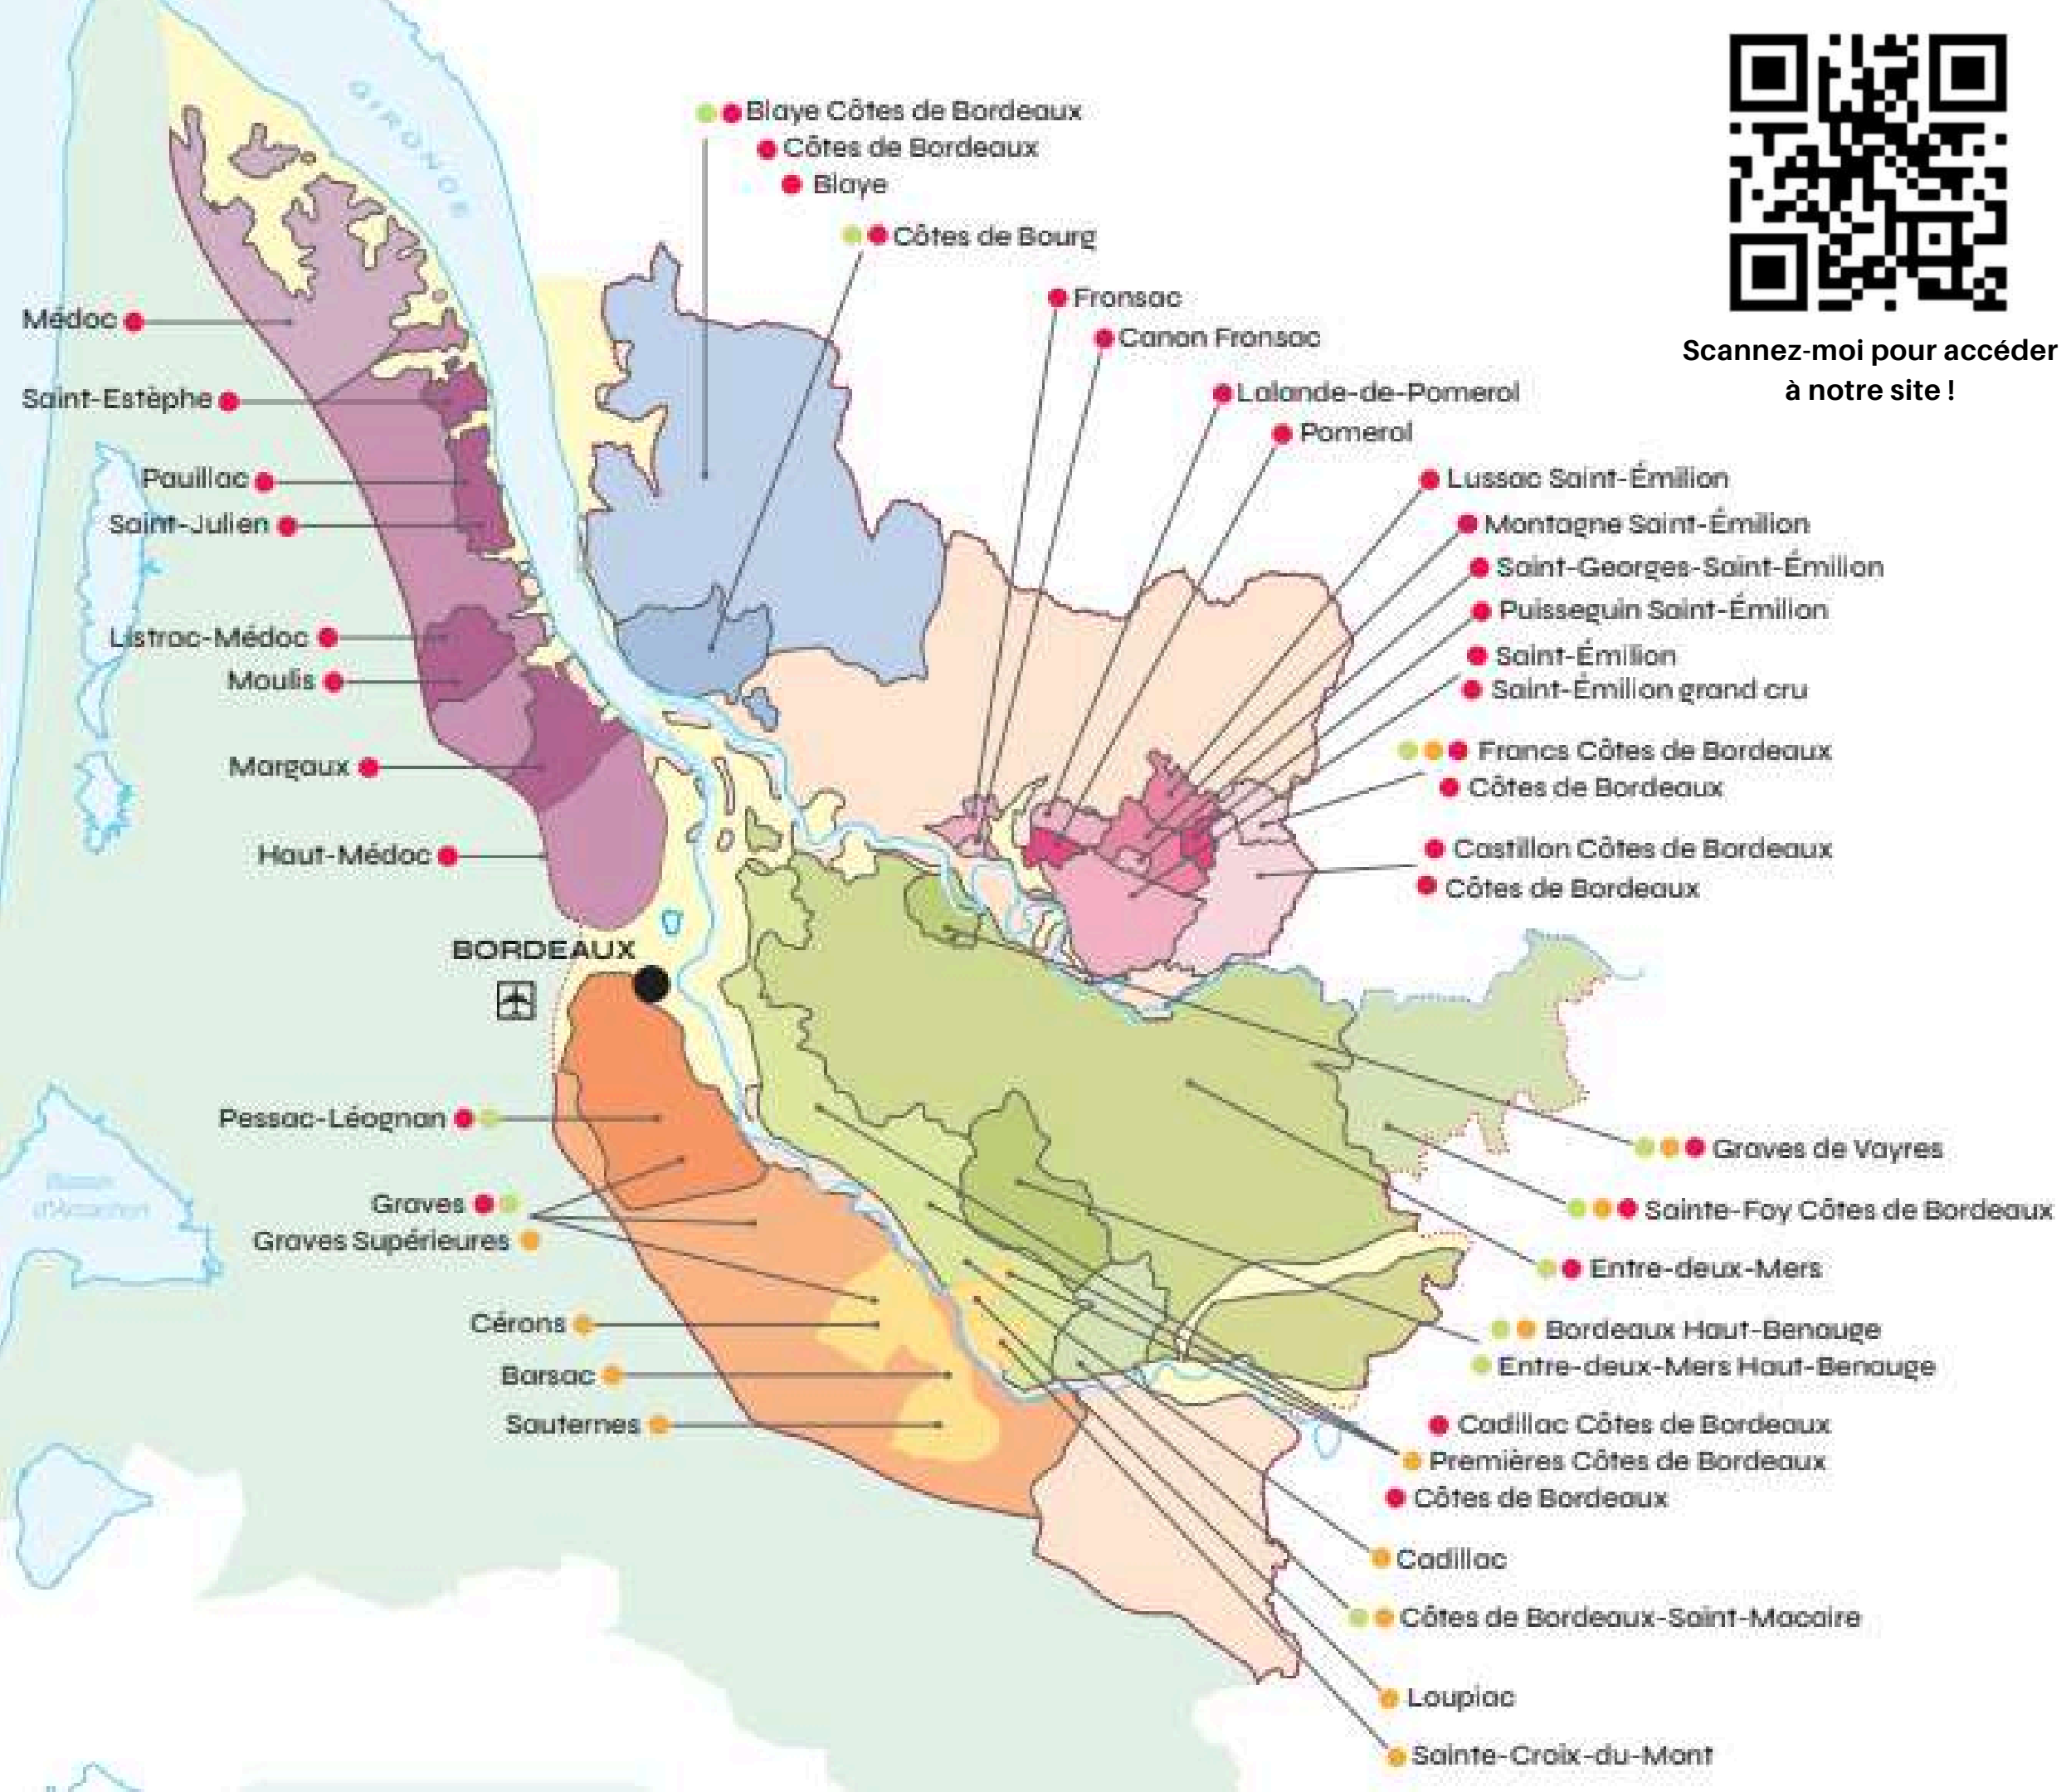 GIRONDE
Blaye Côtes de Bordeaux
Côtes de Bordeaux
Blaye
Côtes de Bourg
Fronsac
Canon Fronsac
Lalande-de-Pomerol
Pomerol
Lussac Saint-Émilion
Montagne Saint-Émilion
Saint-Georges-Saint-Émilion
Puisseguin Saint-Émilion
Saint-Émilion
Saint-Émilion grand cru
Francs Côtes de Bordeaux
Côtes de Bordeaux
Castillon Côtes de Bordeaux
Côtes de Bordeaux
Scannez-moi pour accéder
à notre site !
Médoc
Saint-Estèphe
Pauillac
Saint-Julien
Listrac-Médoc
Moulis
Margaux
Haut-Médoc
BORDEAUX
Pessac-Léognan
Graves
Graves Supérieures
Cérons
Barsac
Sauternes
Bassin
d'Arcachon
Graves de Vayres
Sainte-Foy Côtes de Bordeaux
Entre-deux-Mers
Bordeaux Haut-Benauge
Entre-deux-Mers Haut-Benauge
Cadillac Côtes de Bordeaux
Premières Côtes de Bordeaux
Côtes de Bordeaux
Cadillac
Côtes de Bordeaux-Saint-Macaire
Loupiac
Sainte-Croix-du-Mont